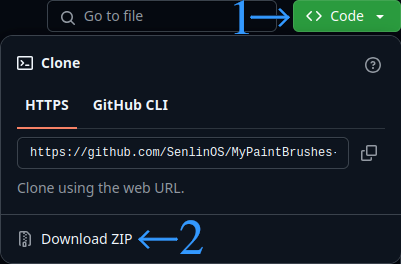 Go to file
1
<> Code
Clone
HTTPS GitHub CLI
https://github.com/SenlinOS/MyPaintBrushes-
Clone using the web URL.
Download ZIP
2